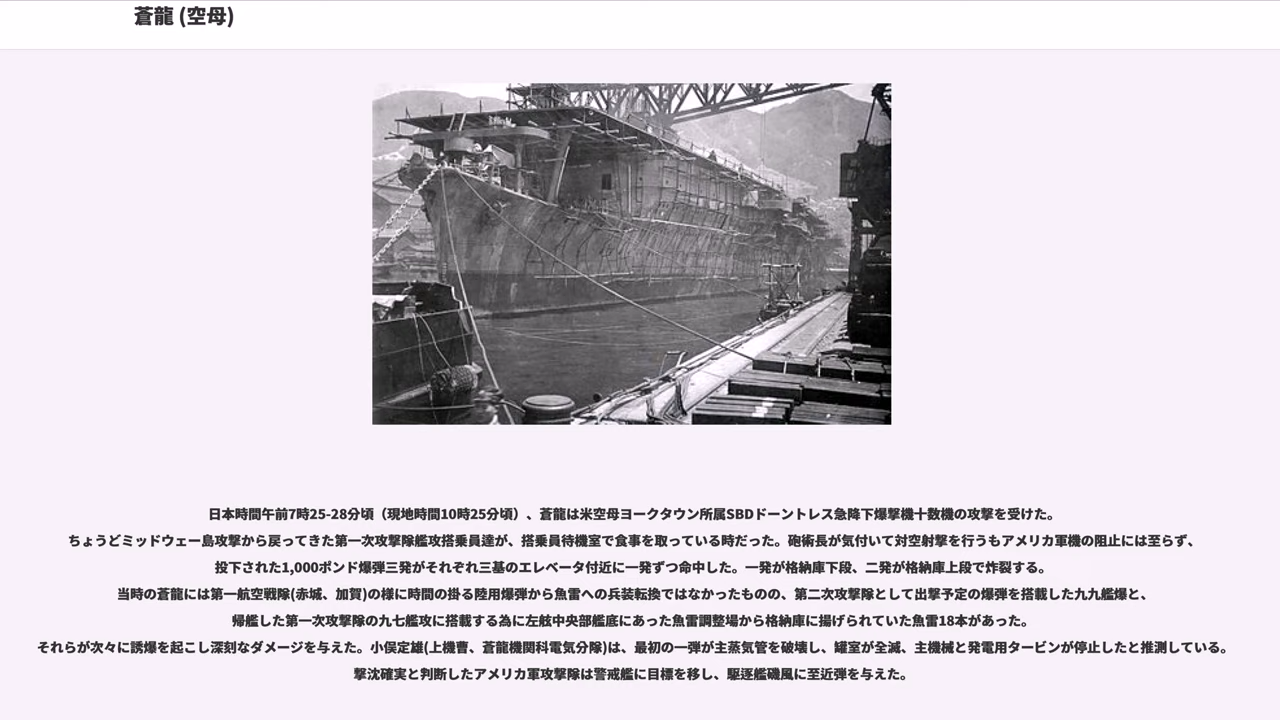 蒼龍 (空母)
日本時間午前7時25-28分頃（現地時間10時25分頃）、蒼龍は米空母ヨークタウン所属SBDドーントレス急降下爆撃機十数機の攻撃を受けた。
ちょうどミッドウェー島攻撃から戻ってきた第一次攻撃隊艦攻搭乗員達が、搭乗員待機室で食事を取っている時だった。砲術長が気付いて対空射撃を行うもアメリカ軍機の阻止には至らず、
投下された1,000ポンド爆弾三発がそれぞれ三基のエレベータ付近に一発ずつ命中した。一発が格納庫下段、二発が格納庫上段で炸裂する。
当時の蒼龍には第一航空戦隊(赤城、加賀)の様に時間の掛る陸用爆弾から魚雷への兵装転換ではなかったものの、第二次攻撃隊として出撃予定の爆弾を搭載した九九艦爆と、
帰艦した第一次攻撃隊の九七艦攻に搭載する為に左舷中央部艦底にあった魚雷調整場から格納庫に揚げられていた魚雷18本があった。
それらが次々に誘爆を起こし深刻なダメージを与えた。小俣定雄(上機曹、蒼龍機関科電気分隊)は、最初の一弾が主蒸気管を破壊し、罐室が全滅、主機械と発電用タービンが停止したと推測している。
撃沈確実と判断したアメリカ軍攻撃隊は警戒艦に目標を移し、駆逐艦磯風に至近弾を与えた。